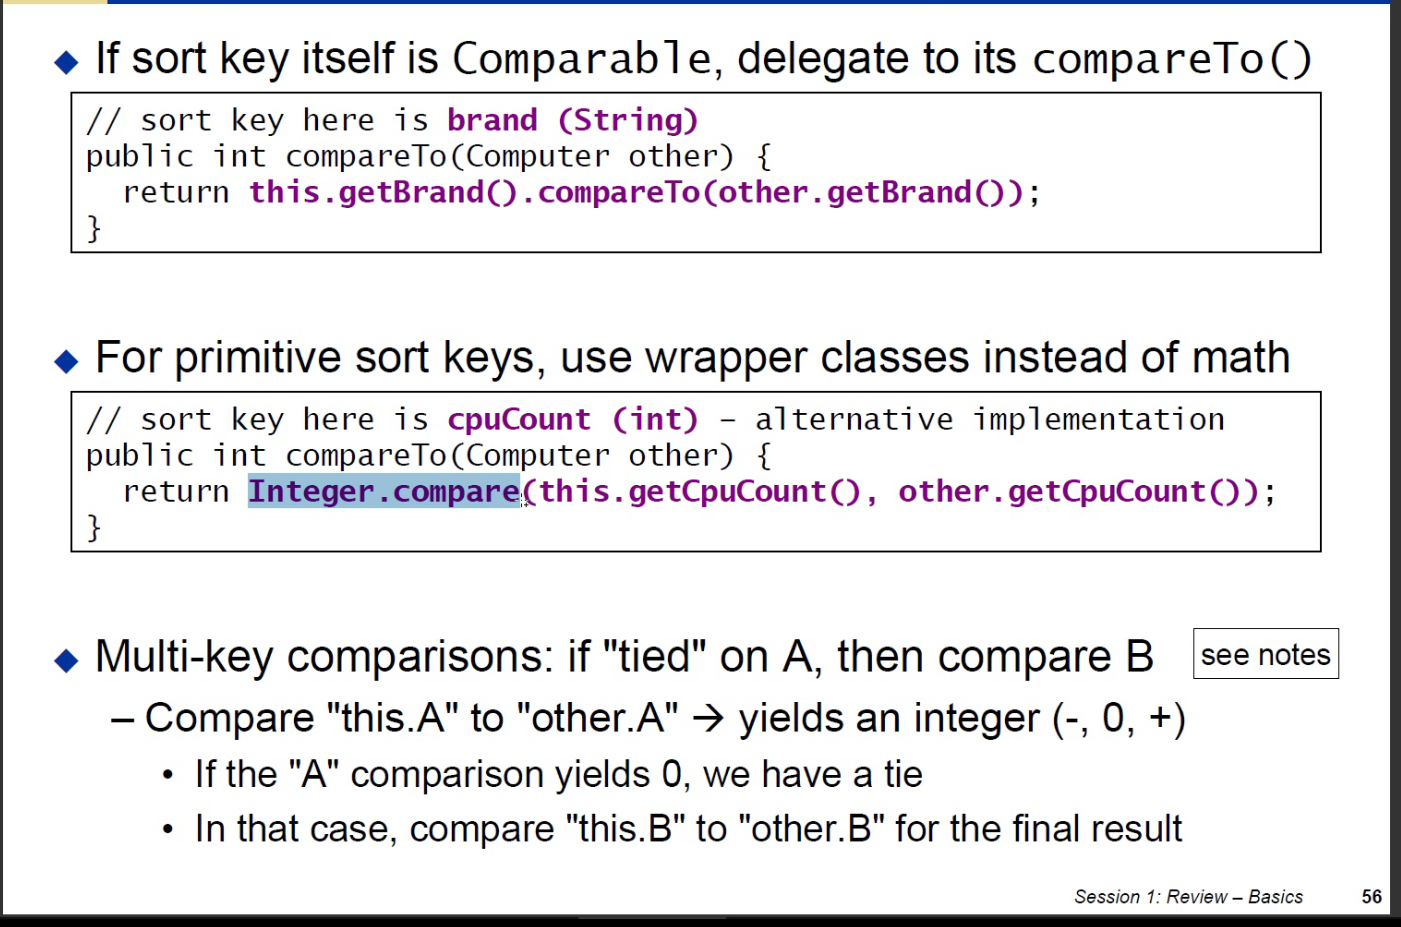 If sort key itself is Comparable, delegate to its compareTo()
// sort key here is brand (String)
public int compareTo(Computer other) {
return this.getBrand().compareTo(other.getBrand());
}
For primitive sort keys, use wrapper classes instead of math
// sort key here is cpuCount (int) – alternative implementation
public int compareTo(Computer other) {
return Integer.compare(this.getCpuCount(), other.getCpuCount());
}
Multi-key comparisons: if "tied" on A, then compare B
see notes
– Compare "this.A" to "other.A" → yields an integer (-, 0, +)
• If the "A" comparison yields 0, we have a tie
• In that case, compare "this.B" to "other.B" for the final result
Session 1: Review – Basics
56